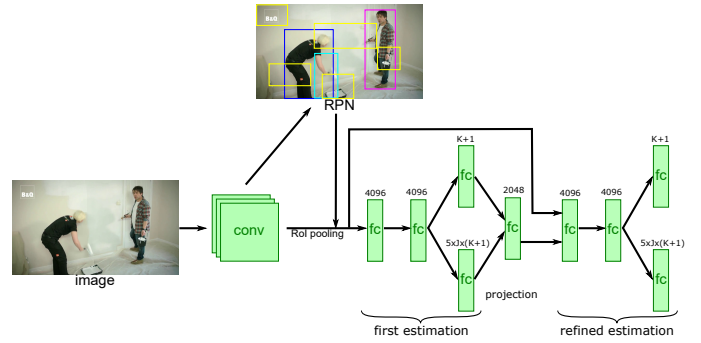 B&G
RPN
K+1
K+1
fc
fc
4096
4096
2048
4096
4096
B&G
conv
RoI pooling
fc
fc
fc
fc
fc
5xJx(K+1)
5xJx(K+1)
fc
fc
image
projection
first estimation
refined estimation